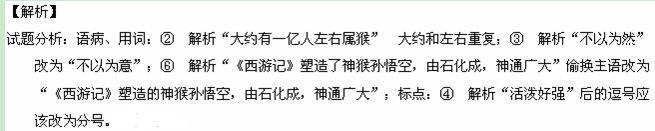 【解析】
试题分析：语病、用词：② 解析“大约有一亿人左右属猴” 大约和左右重复；③ 解析“不以为然”
改为“不以为意”；⑥ 解析“《西游记》塑造了神猴孙悟空，由石化成，神通广大”偷换主语改为
“《西游记》塑造的神猴孙悟空，由石化成，神通广大”；标点：④ 解析“活泼好强”后的逗号应
该改为分号。